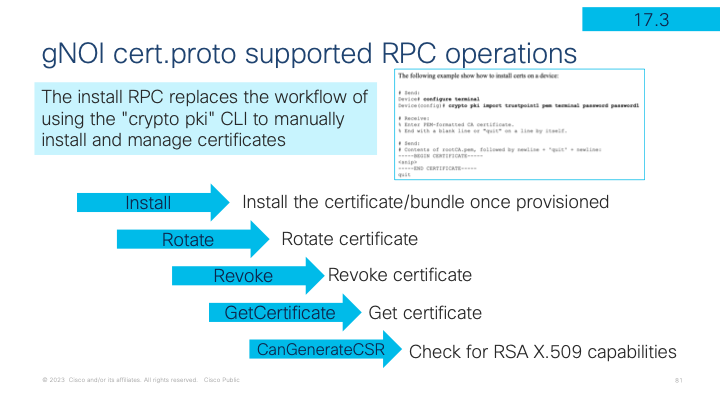 17.3
gNOI cert.proto supported RPC operations
The install RPC replaces the workflow of
using the "crypto pki" CLI to manually
install and manage certificates
The following example show how to install certs on a device:
# Send:
Device# configure terminal
Device(config)# crypto pki import trustpoint1 pem terminal password password1
# Receive:
% Enter PEM-formatted CA certificate.
% End with a blank line or "quit" on a line by itself.
# Send:
# Contents of rootCA.pem, followed by newline + 'quit' + newline:
-----BEGIN CERTIFICATE-----
<snip>
-----END CERTIFICATE-----
quit
Install Install the certificate/bundle once provisioned
Rotate Rotate certificate
Revoke Revoke certificate
GetCertificate Get certificate
CanGenerateCSR Check for RSA X.509 capabilities
© 2023 Cisco and/or its affiliates. All rights reserved. Cisco Public
81